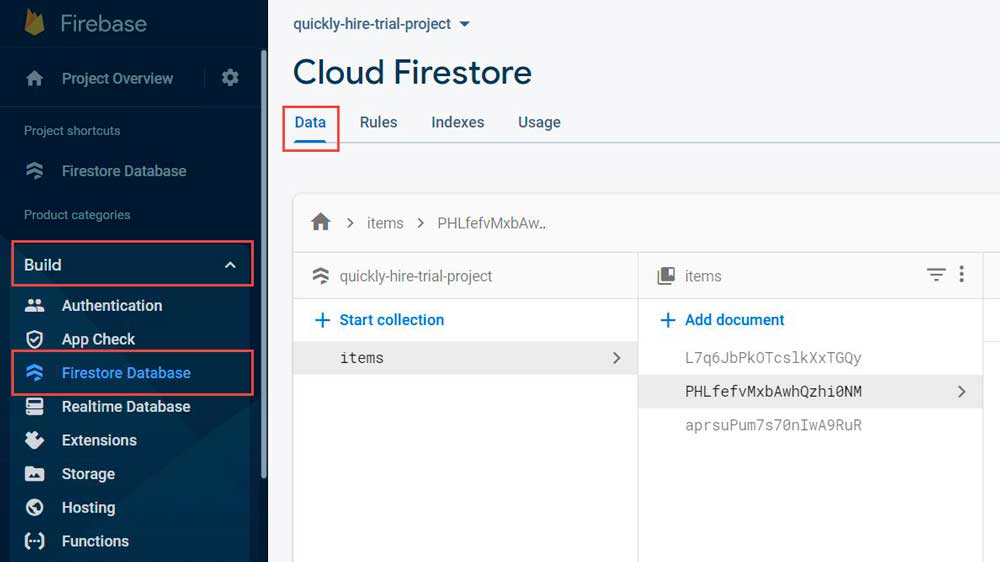 Firebase
Project Overview
Project shortcuts
Firestore Database
Product categories
Build
Authentication
App Check
Firestore Database
Realtime Database
Extensions
Storage
Hosting
Functions
quickly-hire-trial-project
Cloud Firestore
Data Rules Indexes Usage
items PHLfefvMxbAw..
quickly-hire-trial-project items
Start collection Add document
items L7q6JbPkOTcslkXxTGQy
PHLfefvMxbAwhQzhi0NM
aprsuPum7s70nIwA9RuR